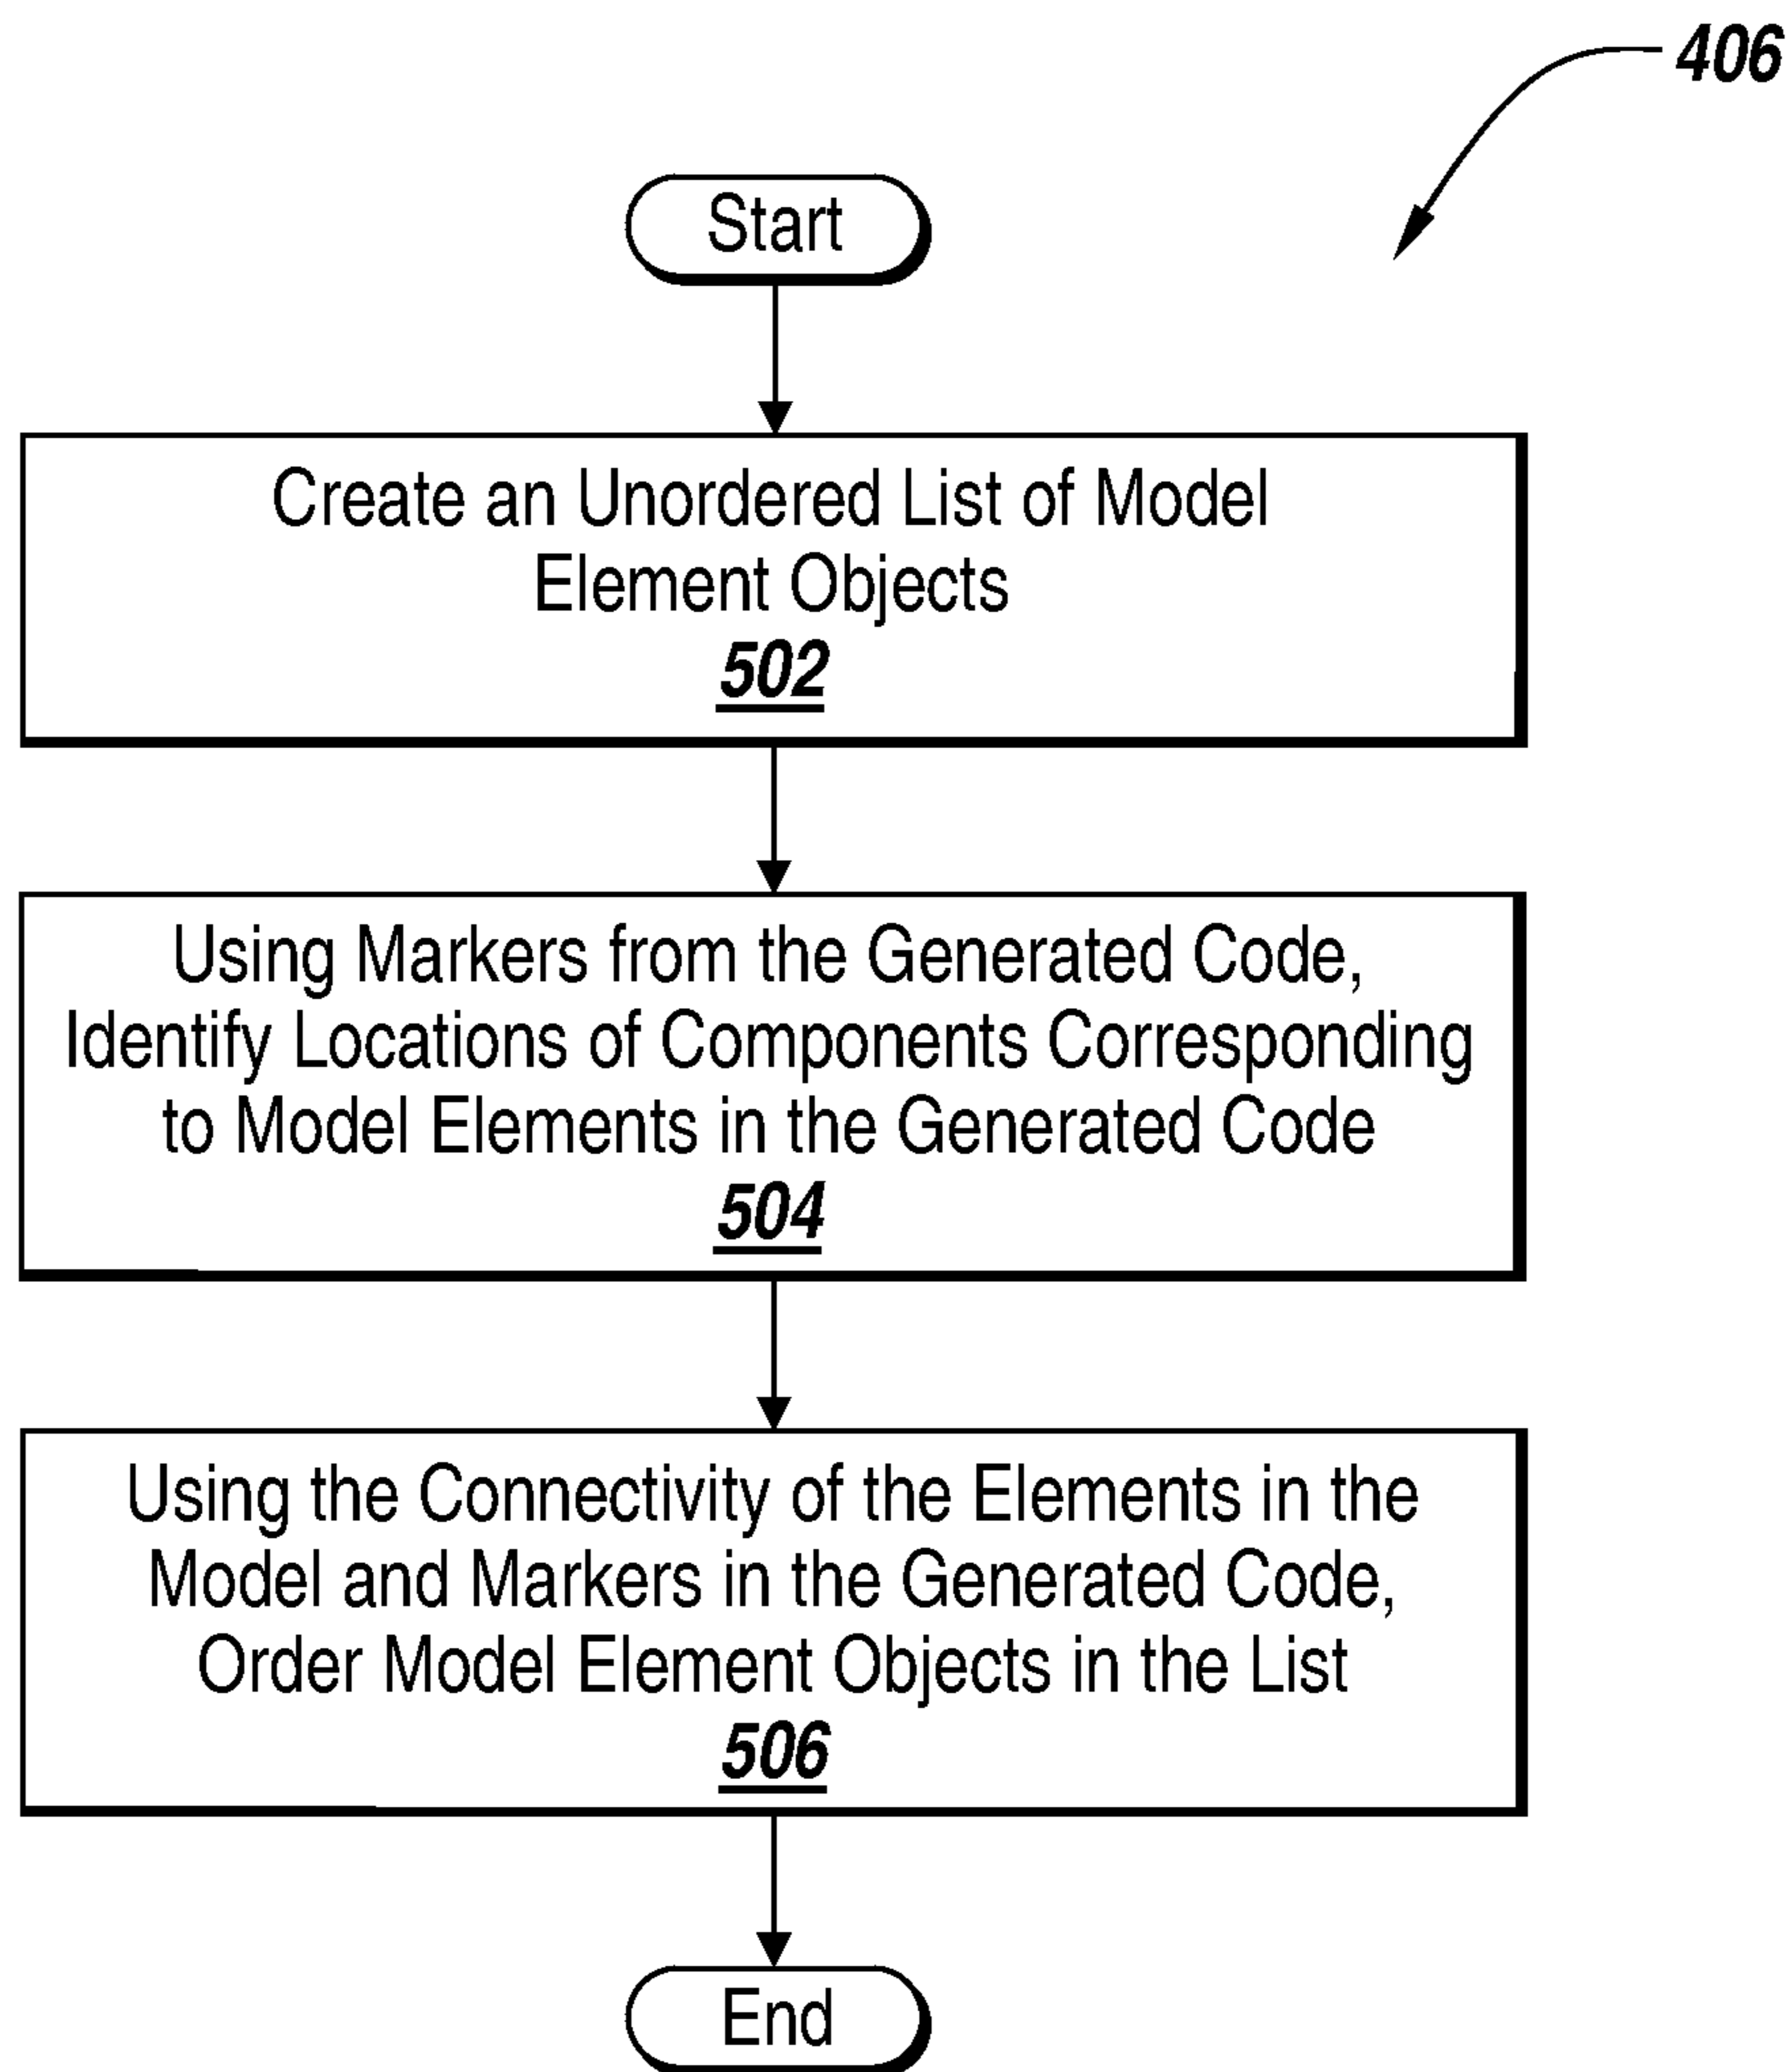 406
Start
Create an Unordered List of Model
Element Objects
502
Using Markers from the Generated Code,
Identify Locations of Components Corresponding
to Model Elements in the Generated Code
504
Using the Connectivity of the Elements in the
Model and Markers in the Generated Code,
Order Model Element Objects in the List
506
End